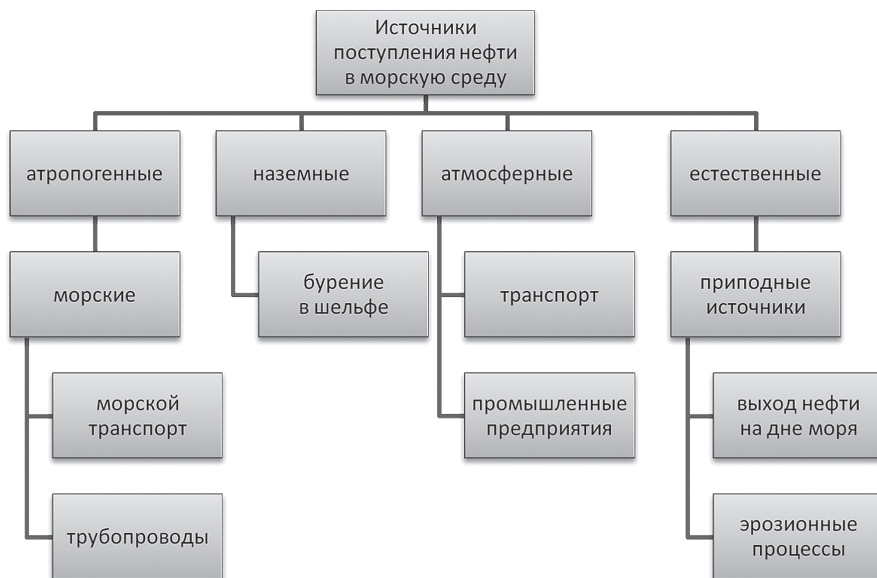 Источники
поступления нефти
в морскую среду
атропогенные
наземные
атмосферные
естественные
морские
бурение
в шельфе
транспорт
приподные
источники
морской
транспорт
промышленные
предприятия
выход нефти
на дне моря
трубопроводы
эрозионные
процессы